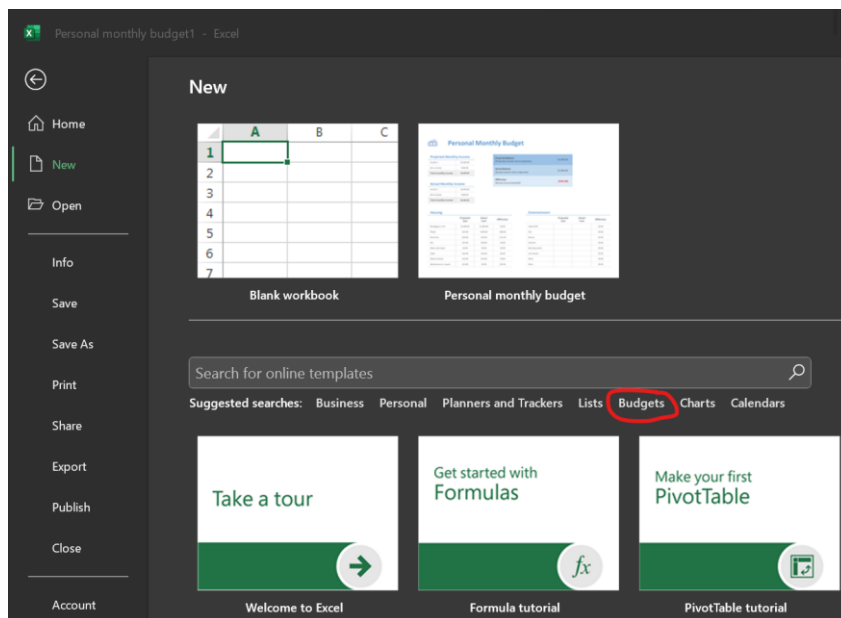 Personal monthly budget1 - Excel
New
Home
New
Open
Info
Save
Save As
Print
Share
Export
Publish
Close
Account
A B C
1
2
3
4
5
6
7
Blank workbook
Personal Monthly Budget
Personal monthly budget
Search for online templates
Suggested searches: Business Personal Planners and Trackers Lists Budgets Charts Calendars
Take a tour
Welcome to Excel
Get started with
Formulas
fx
Formula tutorial
Make your first
PivotTable
PivotTable tutorial